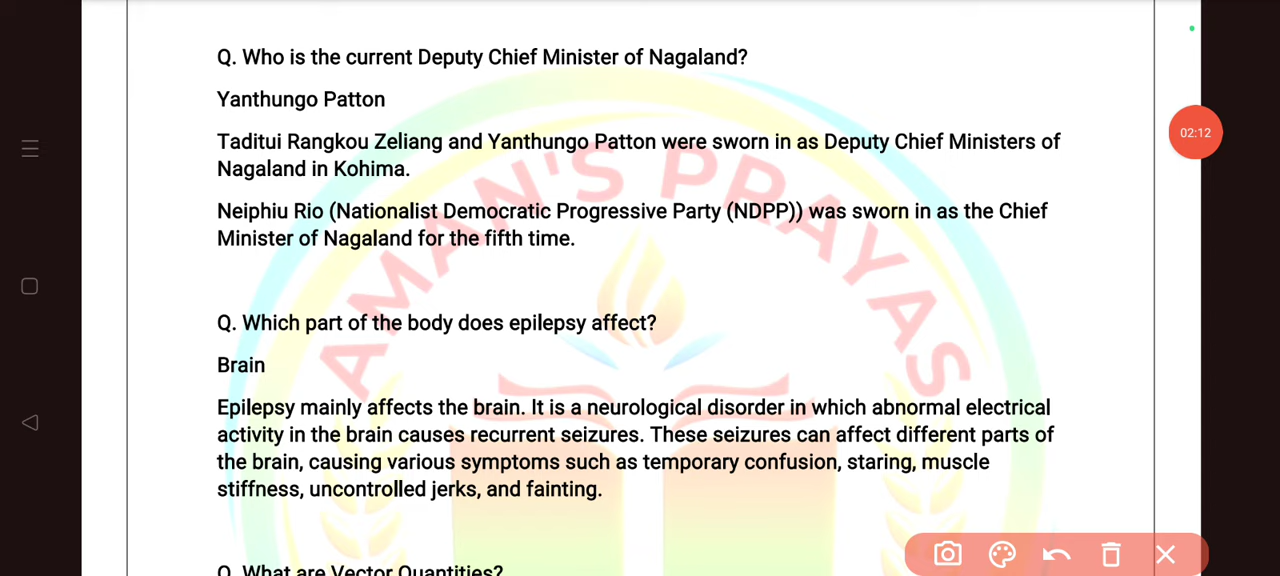 Q. Who is the current Deputy Chief Minister of Nagaland?
Yanthungo Patton
02:12
Taditui Rangkou Zeliang and Yanthungo Patton were sworn in as Deputy Chief Ministers of
Nagaland in Kohima.
AMAN'S PRAYAS
Neiphiu Rio (Nationalist Democratic Progressive Party (NDPP)) was sworn in as the Chief
Minister of Nagaland for the fifth time.
Q. Which part of the body does epilepsy affect?
Brain
Epilepsy mainly affects the brain. It is a neurological disorder in which abnormal electrical
activity in the brain causes recurrent seizures. These seizures can affect different parts of
the brain, causing various symptoms such as temporary confusion, staring, muscle
stiffness, uncontrolled jerks, and fainting.
Q. What are Vector Quantities?